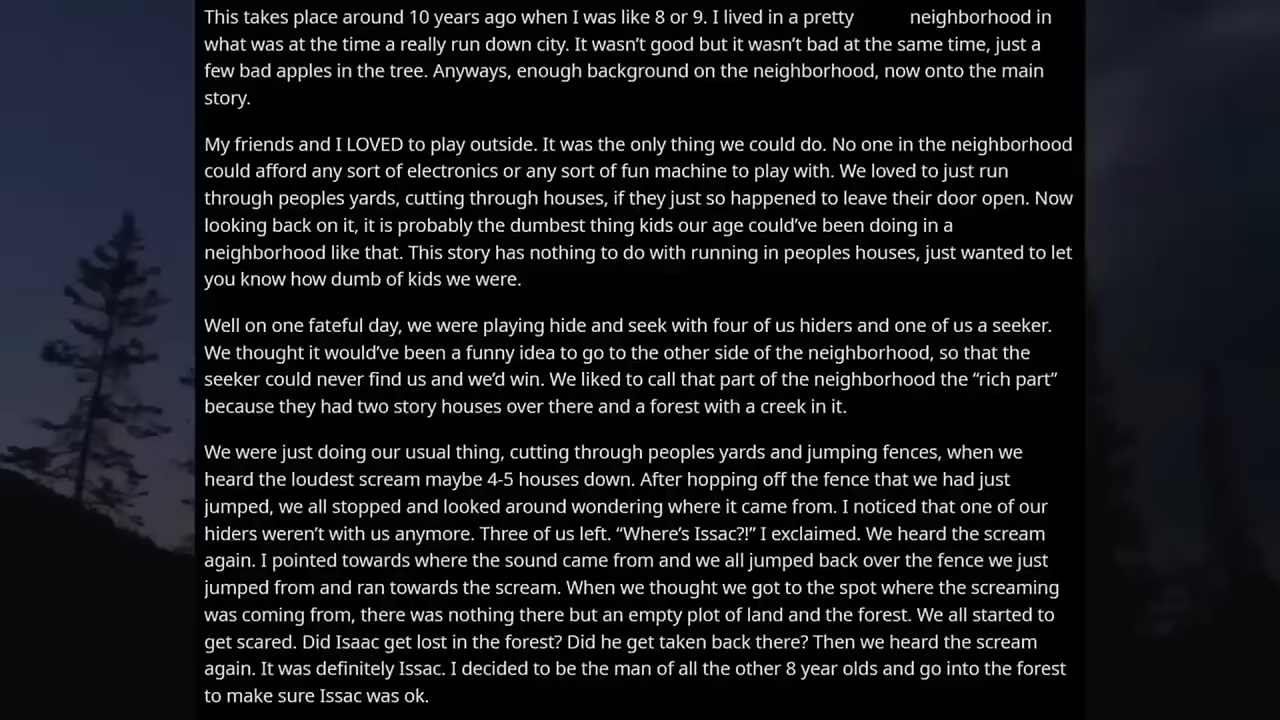 This takes place around 10 years ago when I was like 8 or 9. I lived in a pretty neighborhood in
what was at the time a really run down city. It wasn’t good but it wasn’t bad at the same time, just a
few bad apples in the tree. Anyways, enough background on the neighborhood, now onto the main
story.
My friends and I LOVED to play outside. It was the only thing we could do. No one in the neighborhood
could afford any sort of electronics or any sort of fun machine to play with. We loved to just run
through peoples yards, cutting through houses, if they just so happened to leave their door open. Now
looking back on it, it is probably the dumbest thing kids our age could’ve been doing in a
neighborhood like that. This story has nothing to do with running in peoples houses, just wanted to let
you know how dumb of kids we were.
Well on one fateful day, we were playing hide and seek with four of us hiders and one of us a seeker.
We thought it would’ve been a funny idea to go to the other side of the neighborhood, so that the
seeker could never find us and we’d win. We liked to call that part of the neighborhood the “rich part”
because they had two story houses over there and a forest with a creek in it.
We were just doing our usual thing, cutting through peoples yards and jumping fences, when we
heard the loudest scream maybe 4-5 houses down. After hopping off the fence that we had just
jumped, we all stopped and looked around wondering where it came from. I noticed that one of our
hiders weren’t with us anymore. Three of us left. “Where’s Issac?!” I exclaimed. We heard the scream
again. I pointed towards where the sound came from and we all jumped back over the fence we just
jumped from and ran towards the scream. When we thought we got to the spot where the screaming
was coming from, there was nothing there but an empty plot of land and the forest. We all started to
get scared. Did Isaac get lost in the forest? Did he get taken back there? Then we heard the scream
again. It was definitely Issac. I decided to be the man of all the other 8 year olds and go into the forest
to make sure Issac was ok.